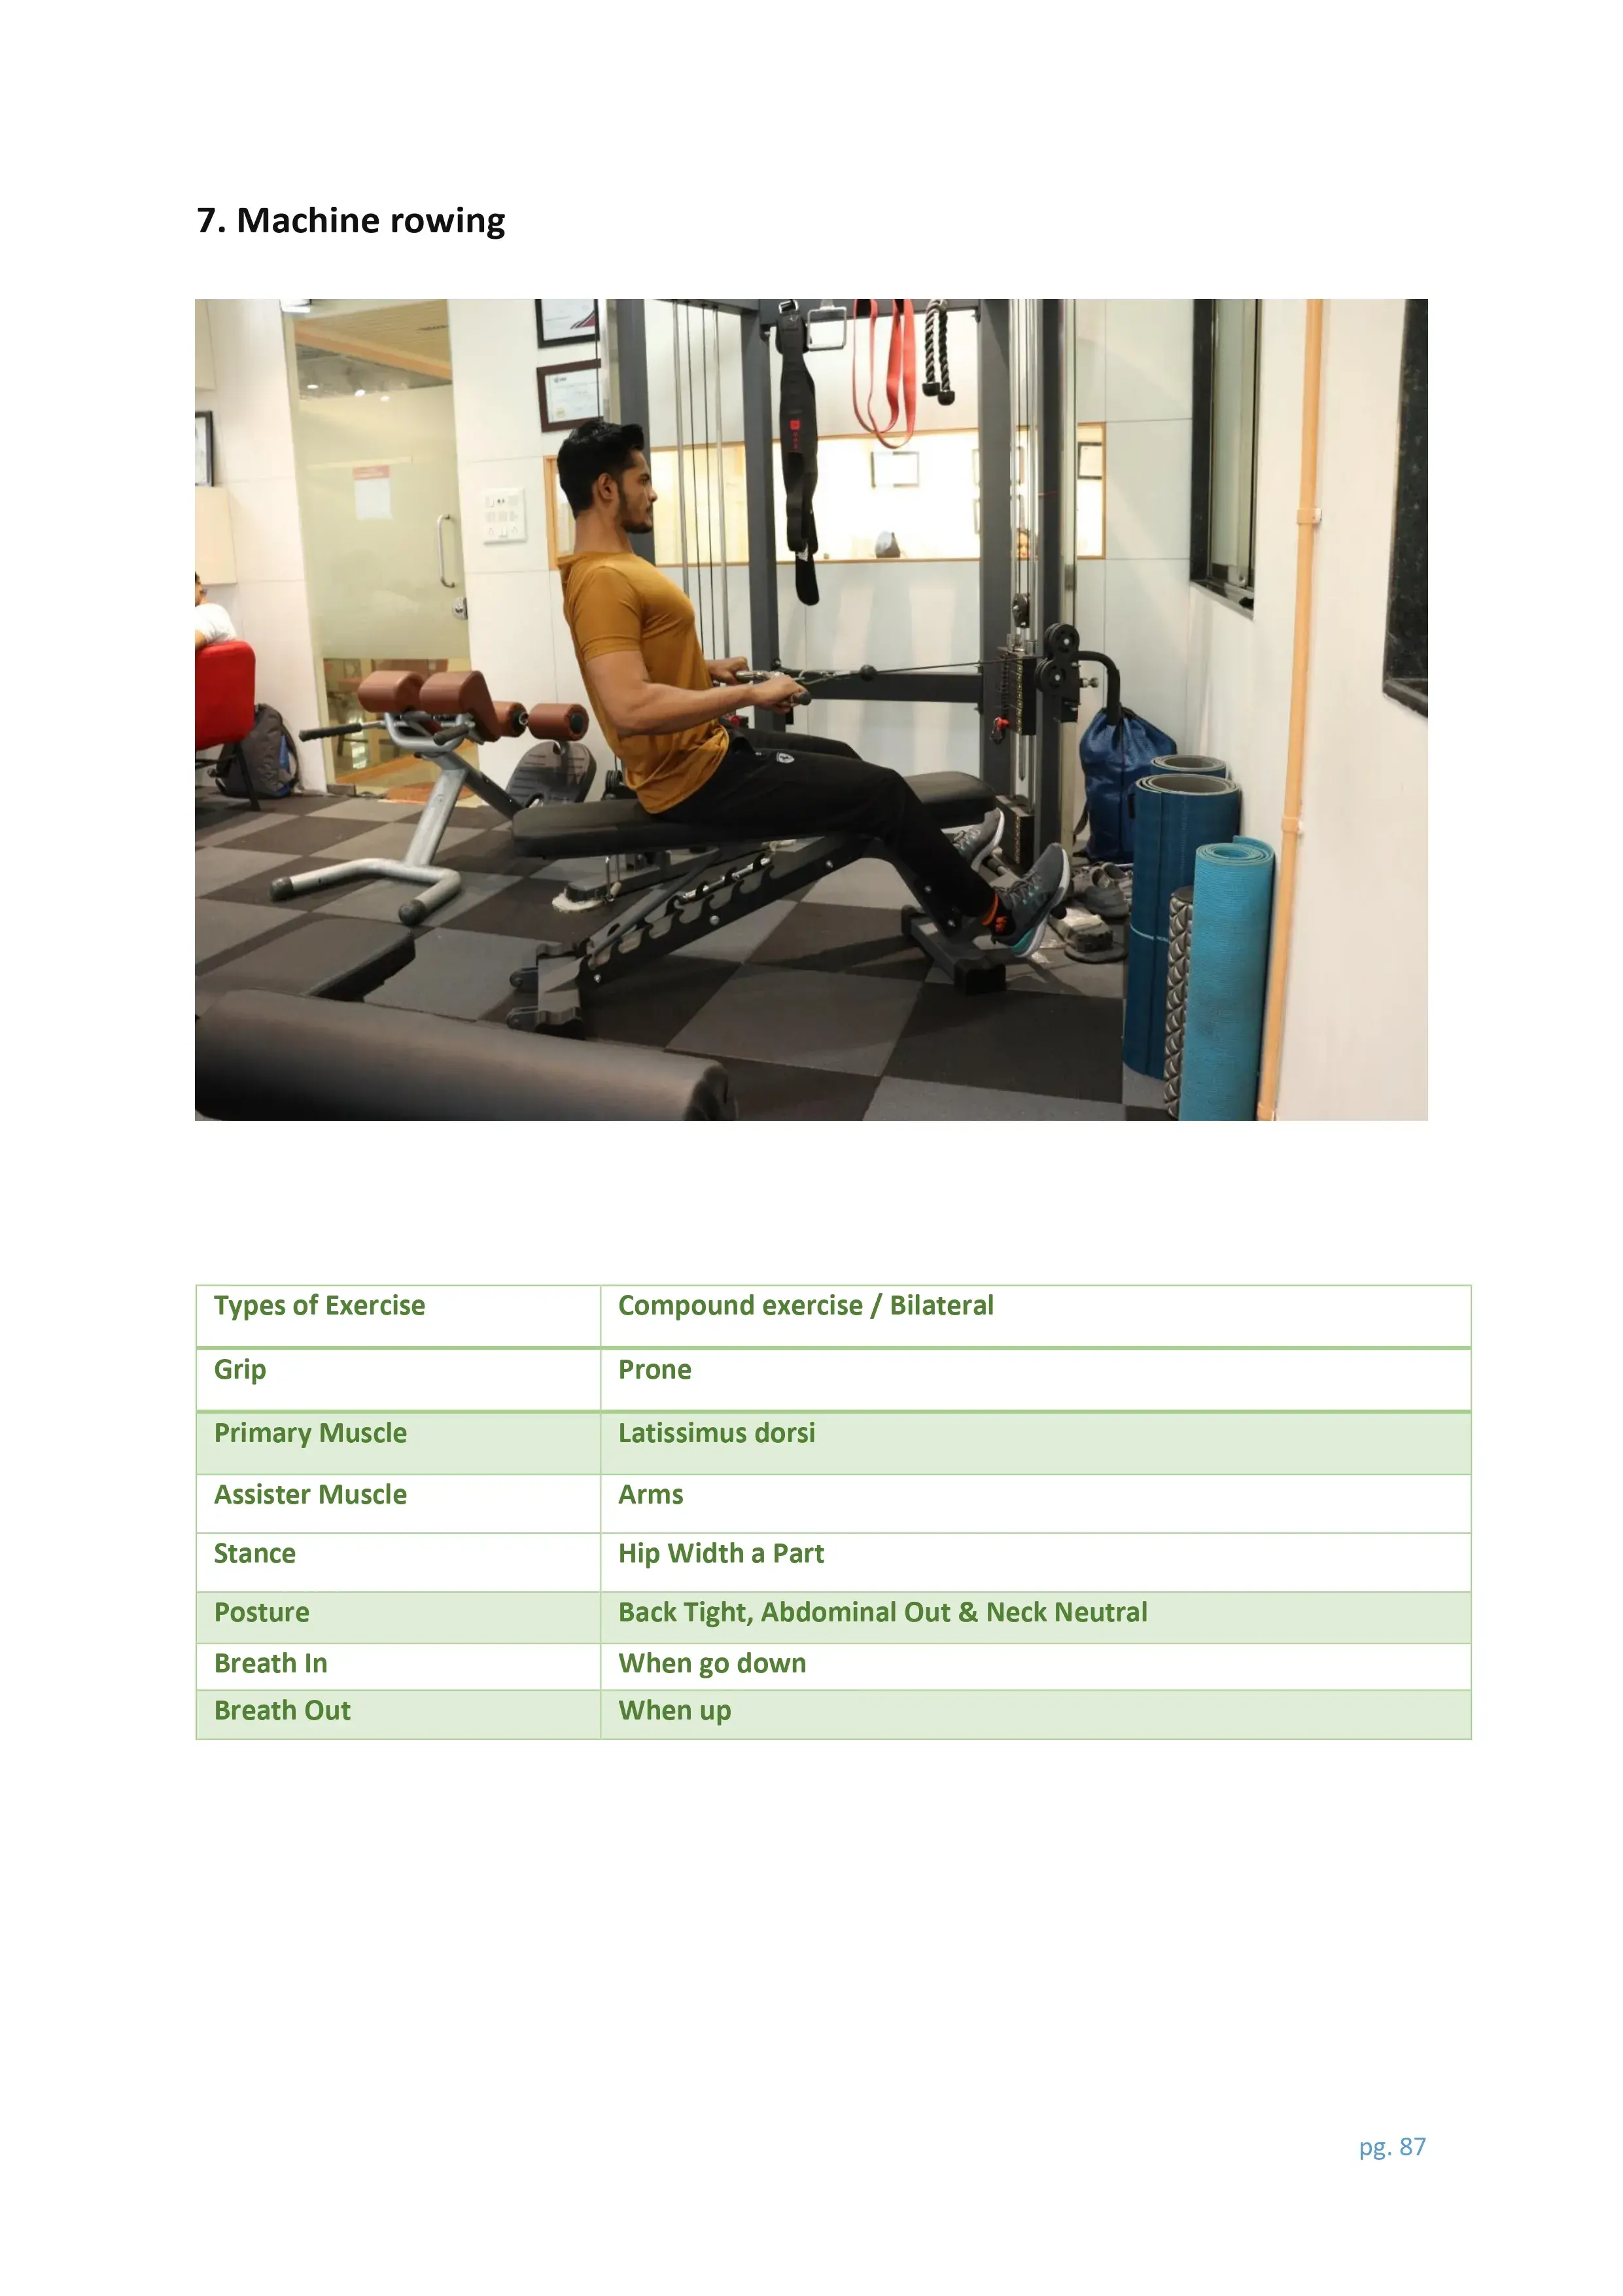 7. Machine rowing
Types of Exercise Compound exercise / Bilateral
Grip Prone
Primary Muscle Latissimus dorsi
Assister Muscle Arms
Stance Hip Width a Part
Posture Back Tight, Abdominal Out & Neck Neutral
Breath In When go down
Breath Out When up
pg. 87